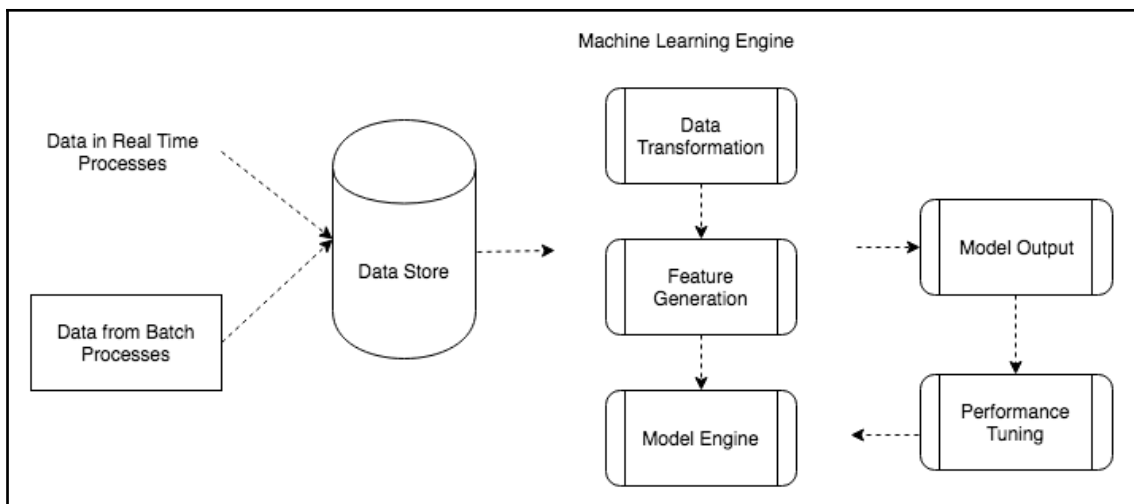 Machine Learning Engine
Data in Real Time
Processes
Data from Batch
Processes
Data Store
Data
Transformation
Feature
Generation
Model Engine
Model Output
Performance
Tuning